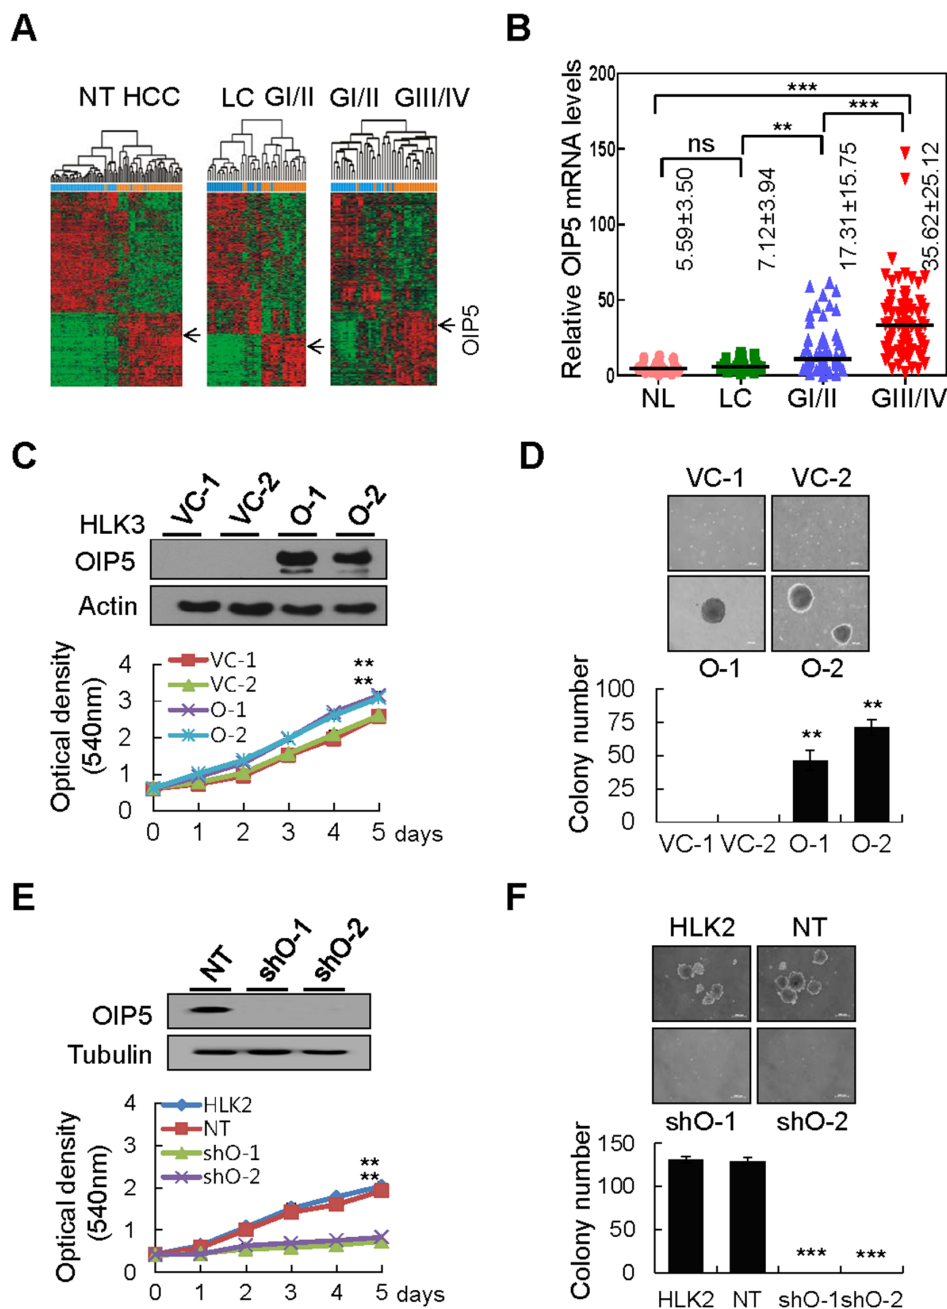 A
NT HCC
LC GI/II
GI/II GIII/IV
OIP5
B
Relative OIP5 mRNA levels
200
150
100
50
0
***
***
**
ns
5.59±3.50
7.12±3.94
17.31±15.75
35.62±25.12
NL LC GI/II GIII/IV
C
HLK3
VC-1 VC-2 O-1 O-2
OIP5
Actin
Optical density
(540nm)
4
3
2
1
0
VC-1
VC-2
O-1
O-2
**
**
0 1 2 3 4 5 days
D
VC-1 VC-2
O-1 O-2
Colony number
100
75
50
25
0
**
**
VC-1 VC-2 O-1 O-2
E
NT shO-1 shO-2
OIP5
Tubulin
Optical density
(540nm)
4
3
2
1
0
HLK2
NT
shO-1
shO-2
**
**
0 1 2 3 4 5 days
F
HLK2 NT
shO-1 shO-2
Colony number
150
100
50
0
*** ***
HLK2 NT shO-1shO-2